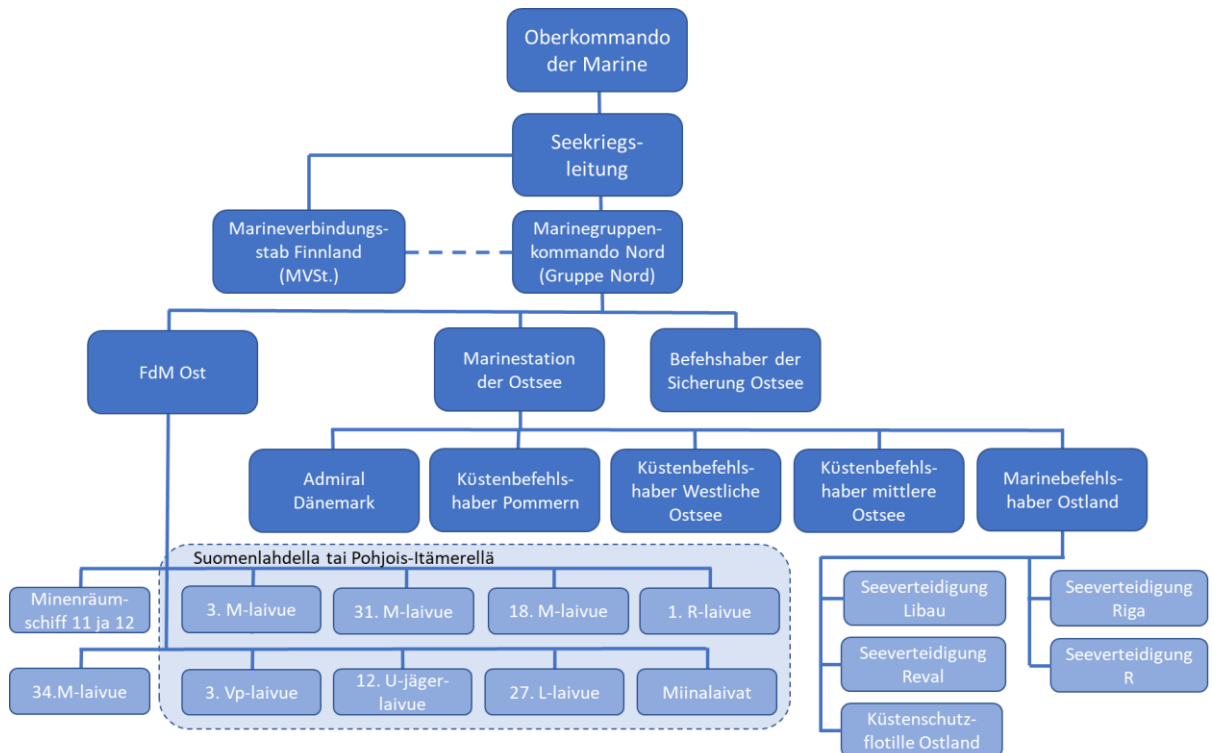 Oberkommando
der Marine
Seekriegs-
leitung
Marineverbindungs-
stab Finnland
(MVSt.)
Marinegruppen-
kommando Nord
(Gruppe Nord)
FdM Ost
Marinestation
der Ostsee
Befehshaber der
Sicherung Ostsee
Admiral
Dänemark
Küstenbefehls-
haber Pommern
Küstenbefehls-
haber Westliche
Ostsee
Küstenbefehls-
haber mittlere
Ostsee
Marinebefehls-
haber Ostland
Suomenlahdella tai Pohjois-Itämerellä
Minenräum-
schiff 11 ja 12
3. M-laivue
31. M-laivue
18. M-laivue
1. R-laivue
34.M-laivue
3. Vp-laivue
12. U-jäger-
laivue
27. L-laivue
Miinalaivat
Seeverteidigung
Libau
Seeverteidigung
Riga
Seeverteidigung
Reval
Seeverteidigung
R
Küstenschutz-
flotille Ostland